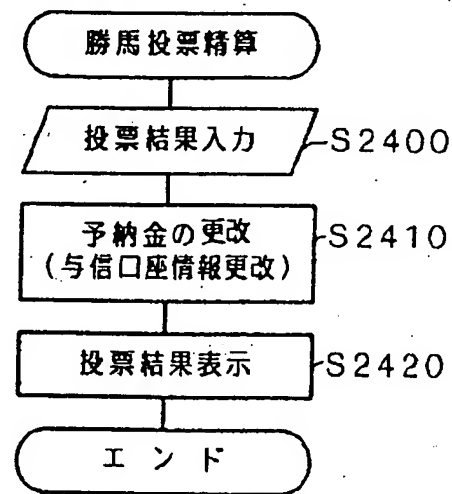 勝馬投票精算
投票結果入力
S2400
予納金の更改
(与信口座情報更改)
S2410
投票結果表示
S2420
エンド